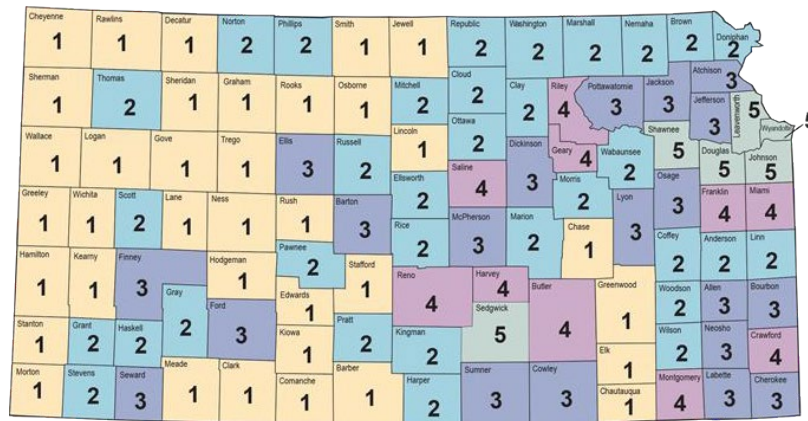 Cheyenne Rawlins Decatur Norton Phillips Smith Jewell Republic Washington Marshall Nemaha Brown Doniphan
1 1 1 2 2 1 1 2 2 2 2 2 2
Atchison
3
Sherman Thomas Sheridan Graham Rooks Osborne Mitchell Cloud Clay Riley Pottawatomie Jackson Jefferson Leavenworth Wyandotte
1 2 1 1 1 1 2 2 2 4 3 3 3 5 5
Wallace Logan Gove Trego Ellis Russell Lincoln Ottawa Dickinson Geary Wabaunsee Shawnee Douglas Johnson
1 1 1 1 3 2 1 2 3 4 2 5 5 5
Saline
4
Greeley Wichita Scott Lane Ness Rush Barton Ellsworth McPherson Marion Morris Lyon Osage Franklin Miami
1 1 2 1 1 1 3 2 3 2 2 3 3 4 4
Rice Chase
2 1
Hamilton Kearny Finney Hodgeman Pawnee Stafford Reno Harvey Butler Greenwood Coffey Anderson Linn
1 1 3 1 2 1 4 4 4 1 2 2 2
Gray Ford Edwards Sedgwick Woodson Allen Bourbon
2 3 1 5 2 3 3
Stanton Grant Haskell Kiowa Pratt Kingman Elk Wilson Neosho Crawford
1 2 2 1 2 2 1 2 3 4
Morton Stevens Seward Meade Clark Comanche Barber Harper Sumner Cowley Chautauqua Montgomery Labette Cherokee
1 2 3 1 1 1 1 2 3 3 1 4 3 3